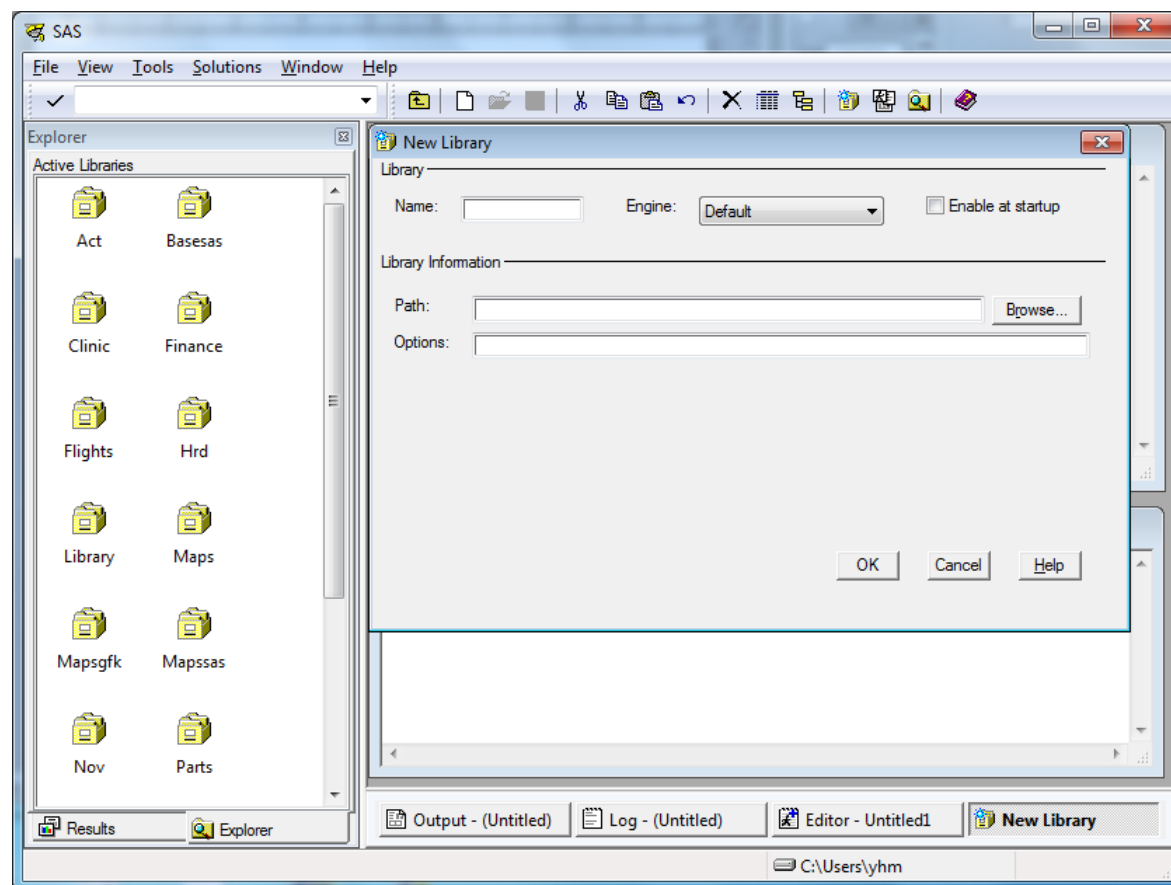 SAS
File View Tools Solutions Window Help
Explorer
Active Libraries
Act Basesas
Clinic Finance
Flights Hrd
Library Maps
Mapsgfk Mapssas
Nov Parts
Results Explorer
New Library
Library
Name: Engine: Default Enable at startup
Library Information
Path: Browse...
Options:
OK Cancel Help
Output - (Untitled) Log - (Untitled) Editor - Untitled1 New Library
C:\Users\yhm